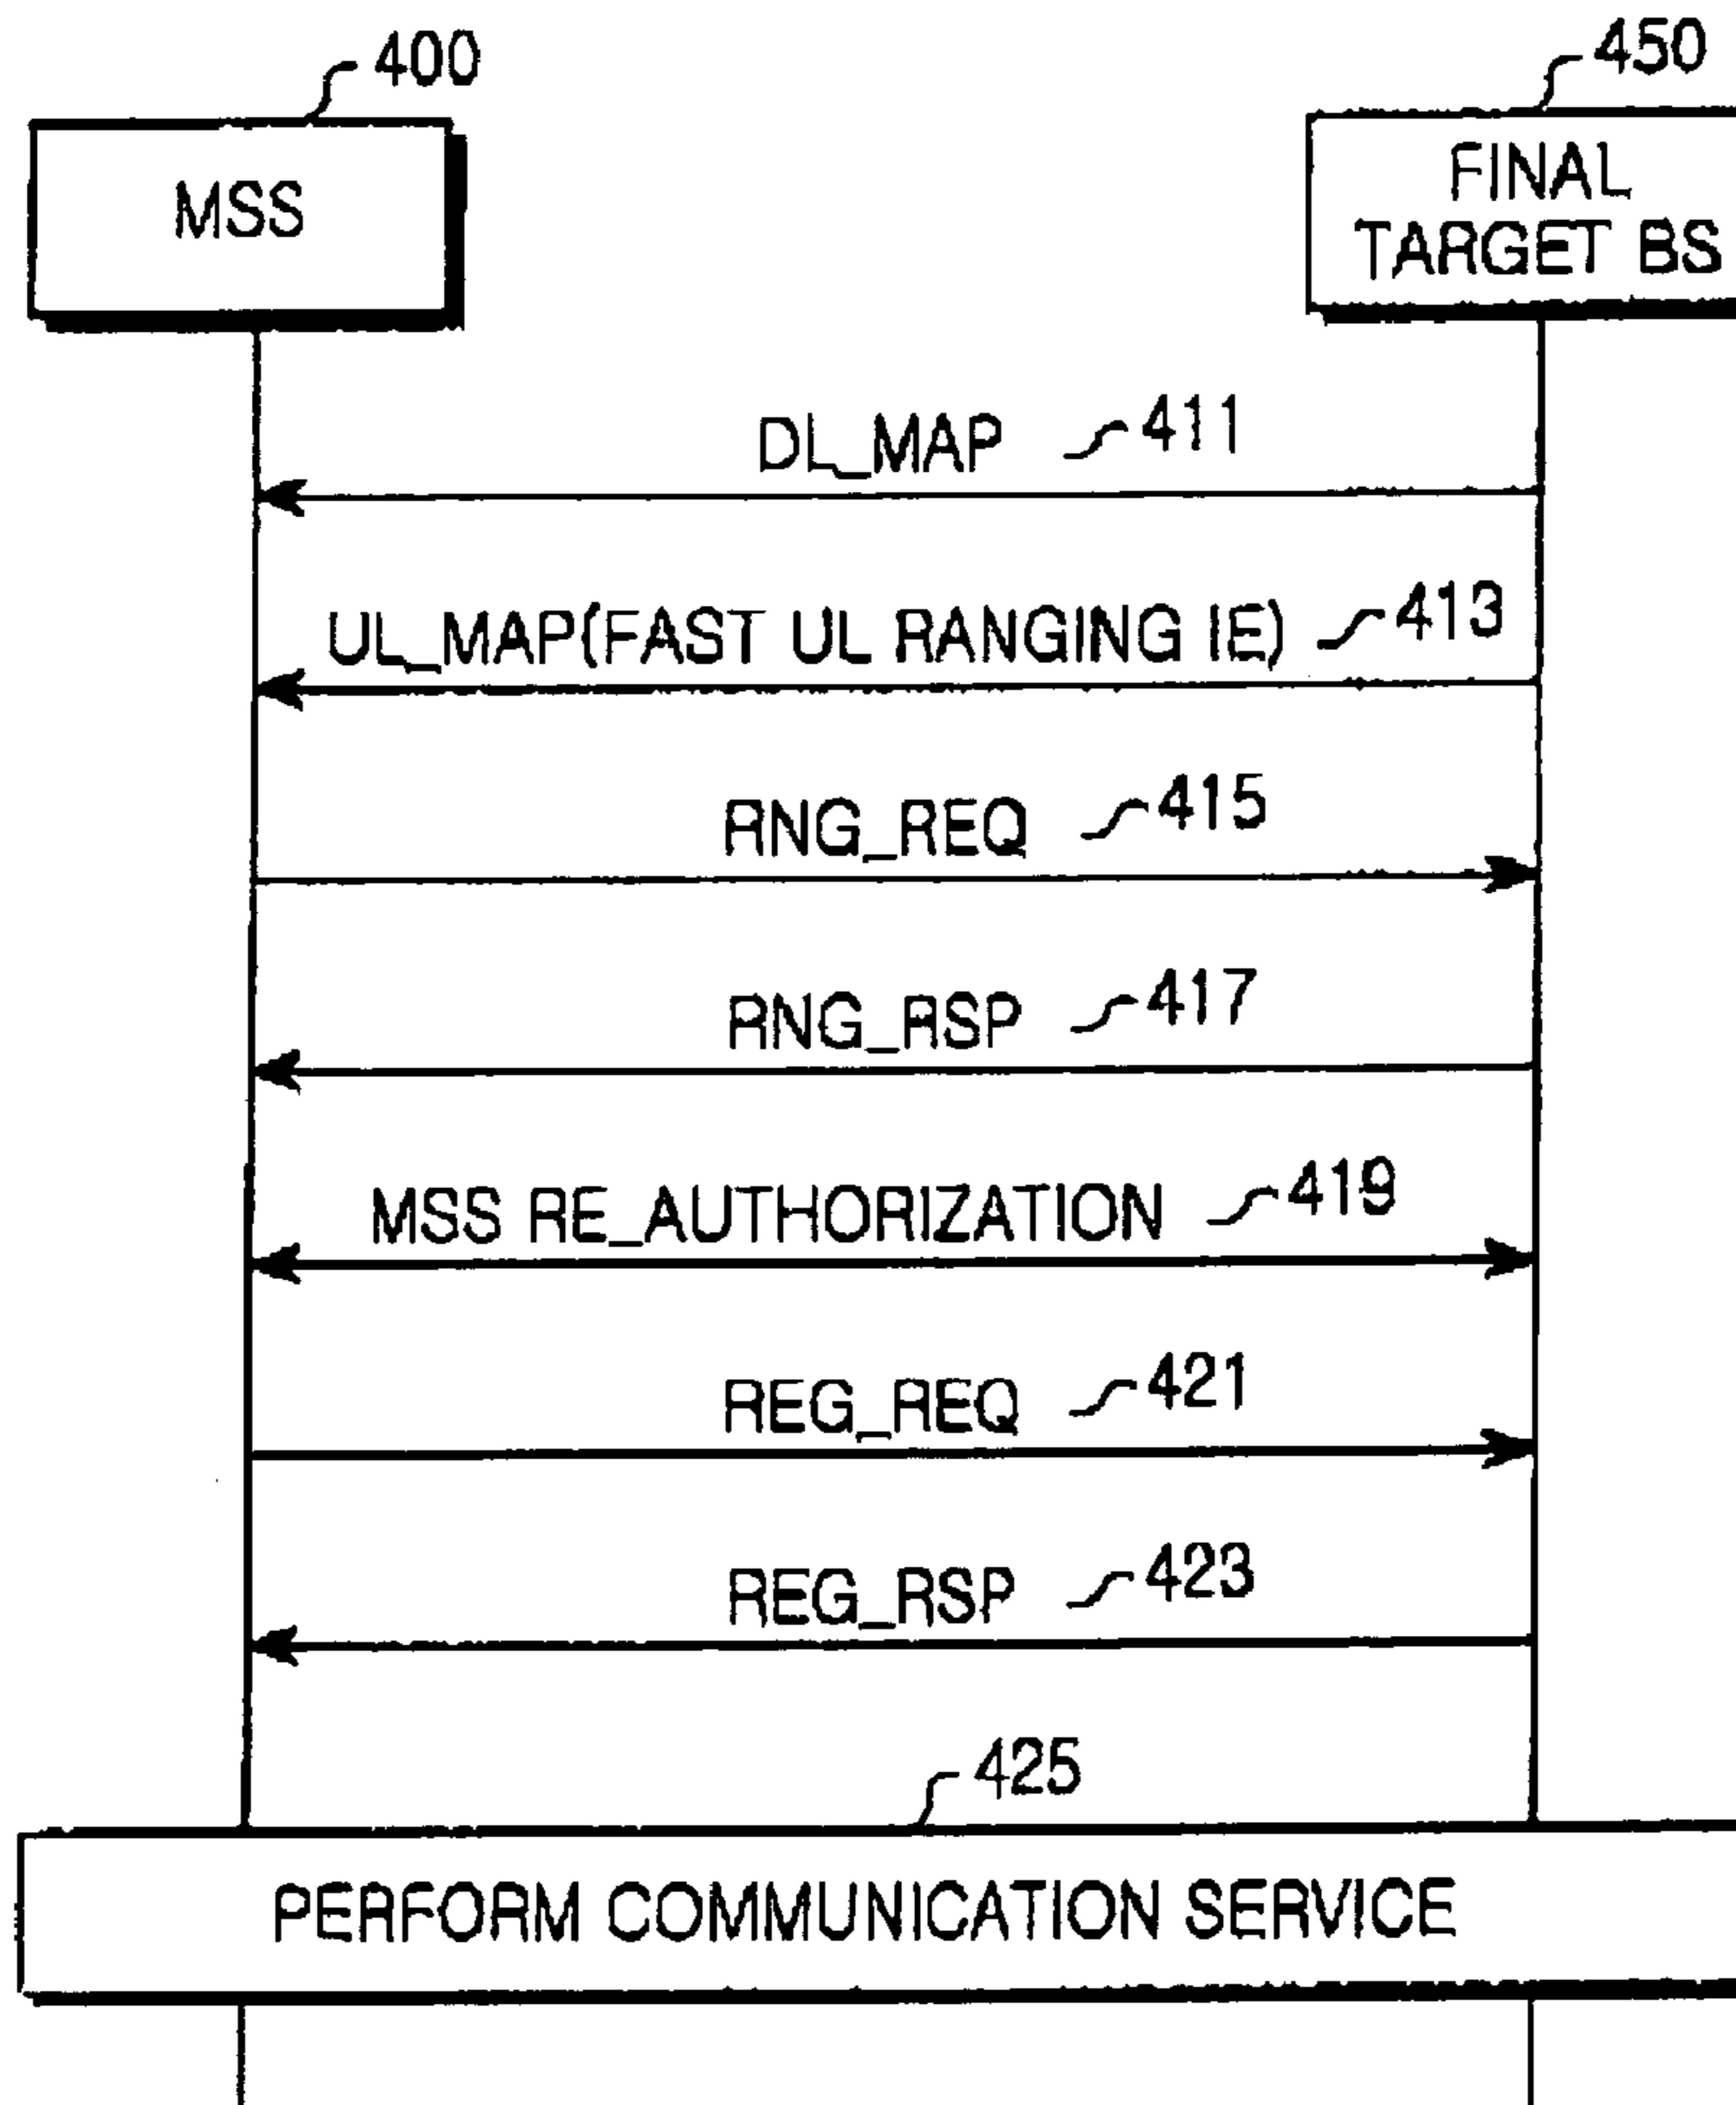 400
450
MSS
FINAL
TARGET BS
DL_MAP 411
UL_MAP(FAST UL RANGING IE) 413
RNG_REQ 415
RNG_RSP 417
MSS RE_AUTHORIZATION 419
REG_REQ 421
REG_RSP 423
425
PERFORM COMMUNICATION SERVICE